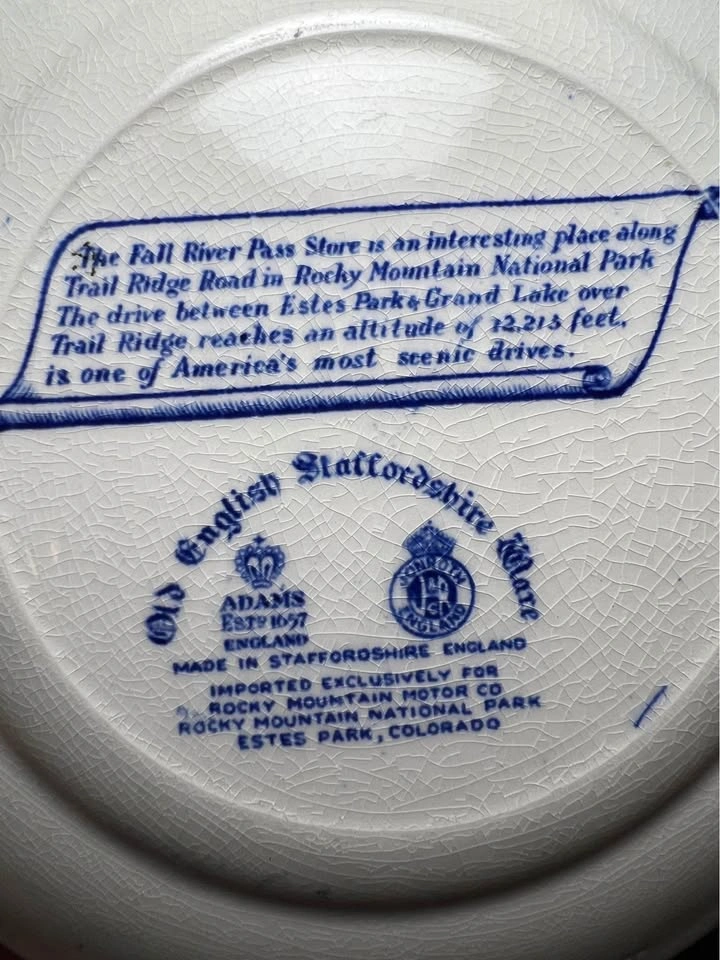 The Fall River Pass Store is an interesting place along
Trail Ridge Road in Rocky Mountain National Park
The drive between Estes Park & Grand Lake over
Trail Ridge reaches an altitude of 12,213 feet,
is one of America's most scenic drives.
Old English Staffordshire Ware
ADAMS
ESTD 1657
ENGLAND
JONROTH
ENGLAND
MADE IN STAFFORDSHIRE ENGLAND
IMPORTED EXCLUSIVELY FOR
ROCKY MOUNTAIN MOTOR CO
ROCKY MOUNTAIN NATIONAL PARK
ESTES PARK, COLORADO